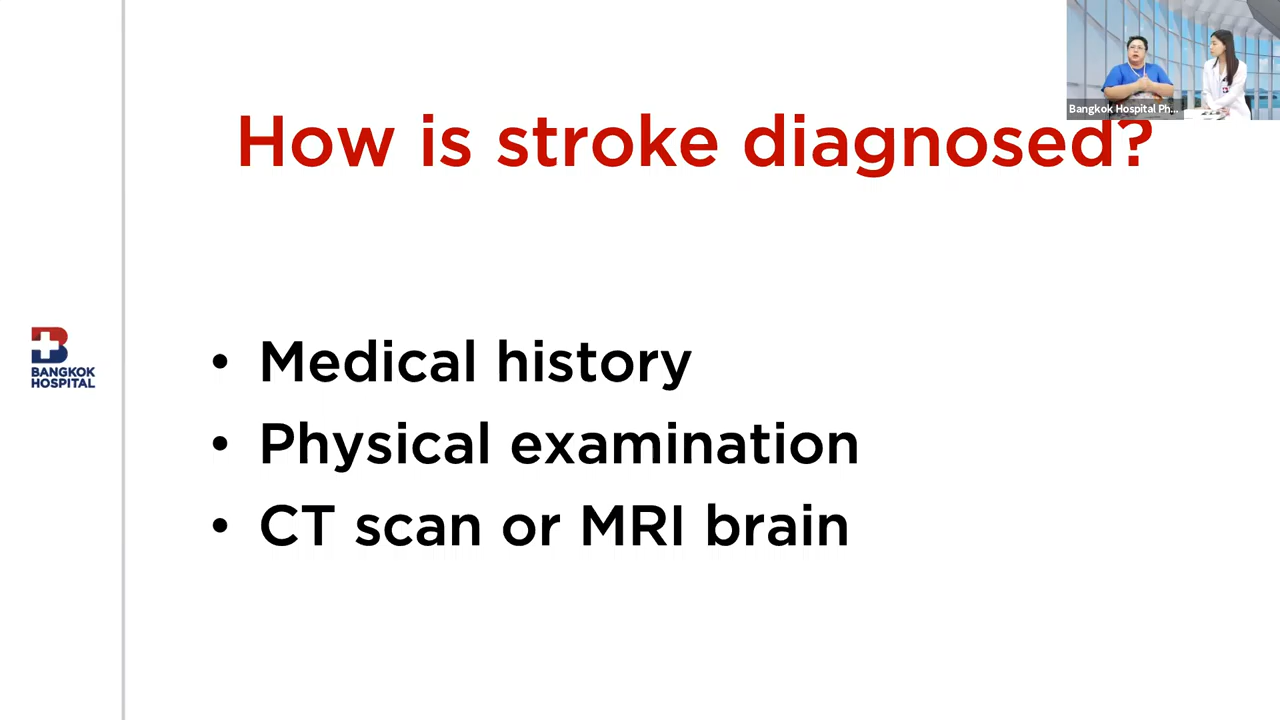 Bangkok Hospital Ph...
How is stroke diagnosed?
• Medical history
• Physical examination
• CT scan or MRI brain
B
BANGKOK
HOSPITAL